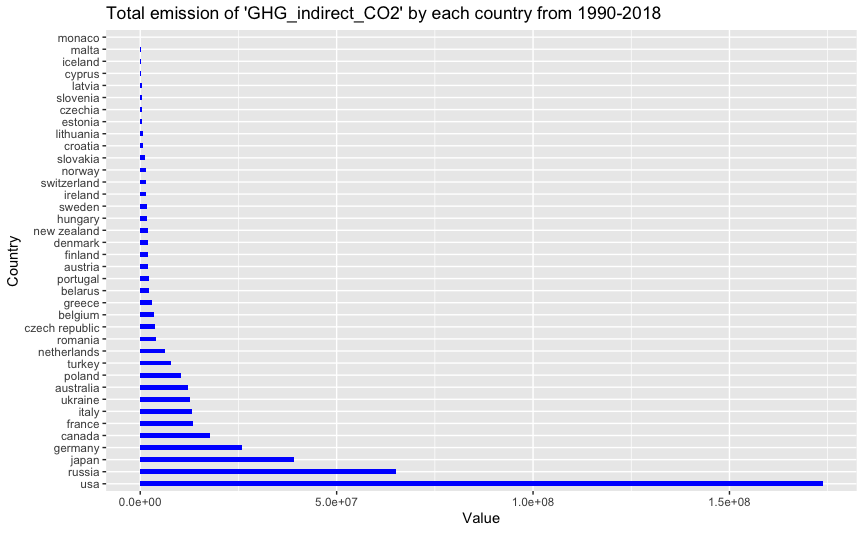 Total emission of 'GHG_indirect_CO2' by each country from 1990-2018
monaco
malta
iceland
cyprus
latvia
slovenia
czechia
estonia
lithuania
croatia
slovakia
norway
switzerland
ireland
sweden
hungary
new zealand
denmark
finland
austria
portugal
belarus
greece
belgium
czech republic
romania
netherlands
turkey
poland
australia
ukraine
italy
france
canada
germany
japan
russia
usa
Country
0.0e+00 5.0e+07 1.0e+08 1.5e+08
Value